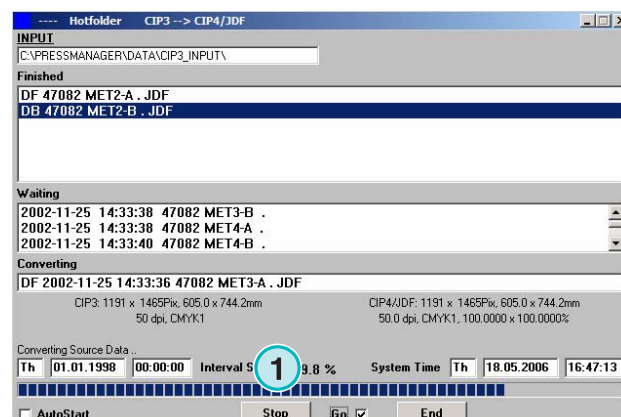 ---- Hotfolder CIP3 --> CIP4/JDF
INPUT
C:\PRESSMANAGER\DATA\CIP3_INPUT\
Finished
DF 47082 MET2-A . JDF
DB 47082 MET2-B . JDF
Waiting
2002-11-25 14:33:38 47082 MET3-B .
2002-11-25 14:33:38 47082 MET4-A .
2002-11-25 14:33:40 47082 MET4-B .
Converting
DF 2002-11-25 14:33:36 47082 MET3-A . JDF
CIP3: 1191 x 1465Pix, 605.0 x 744.2mm CIP4/JDF: 1191 x 1465Pix, 605.0 x 744.2mm
50 dpi, CMYK1 50.0 dpi, CMYK1, 100.0000 x 100.0000%
Converting Source Data ..
Th 01.01.1998 00:00:00 Interval 1 9.8 % System Time Th 18.05.2006 16:47:13
AutoStart Stop Go End